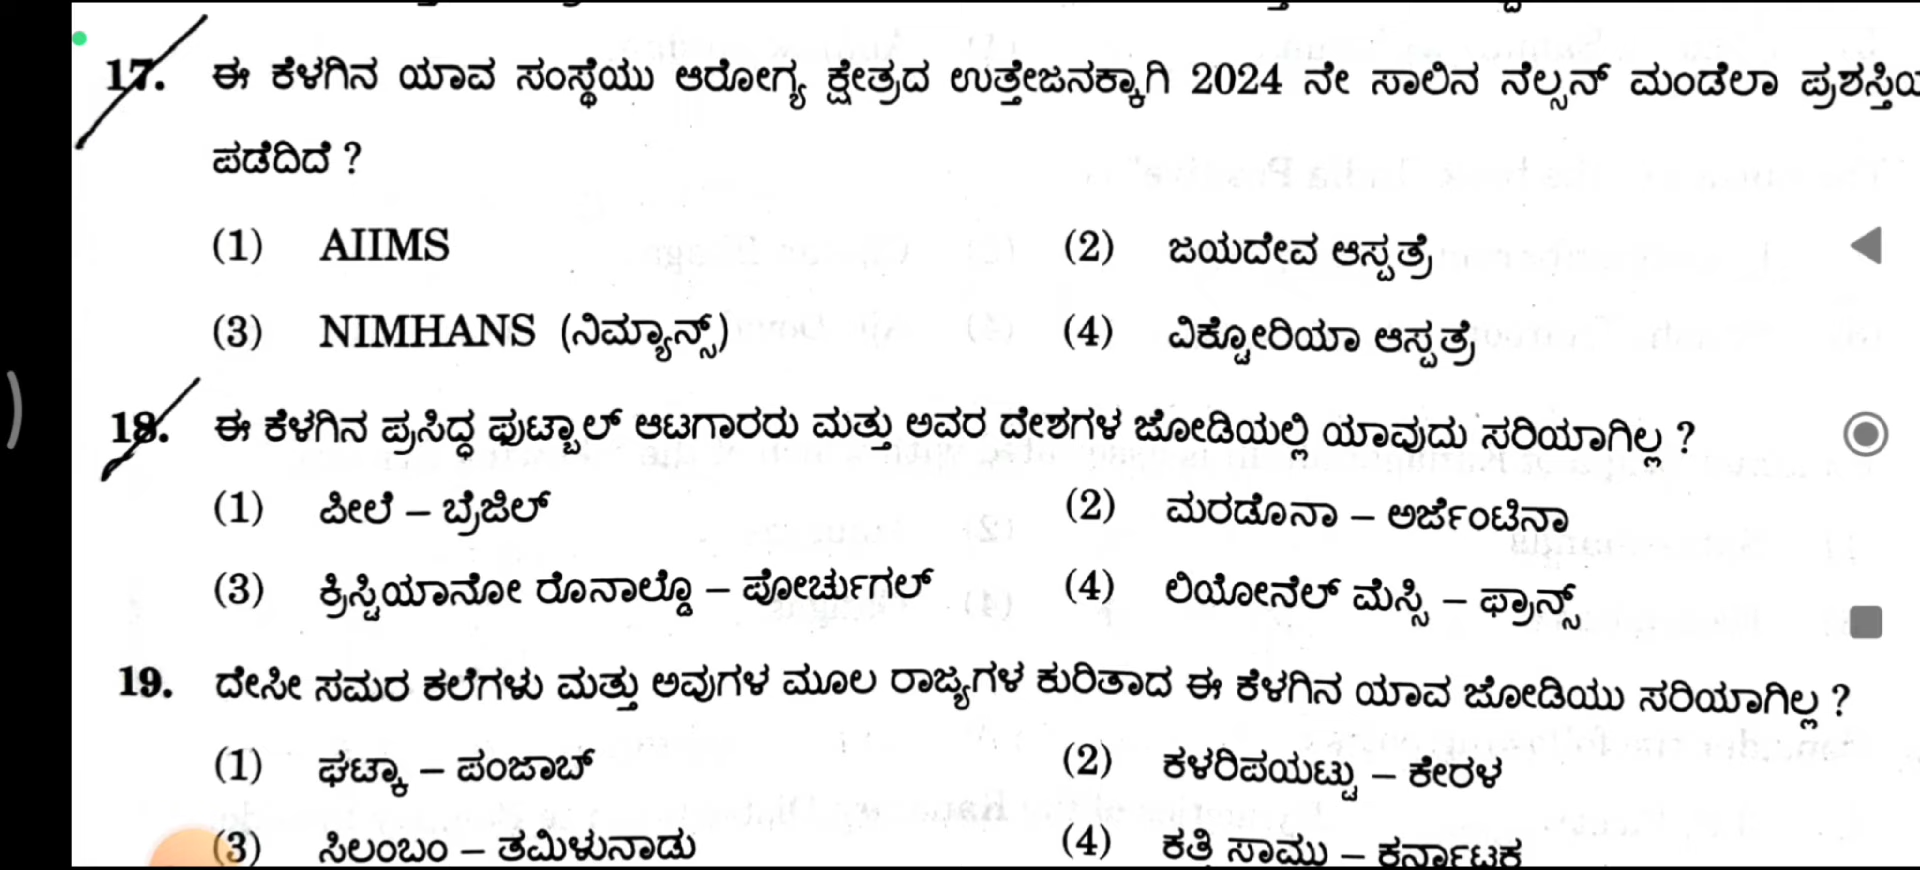 17. ಈ ಕೆಳಗಿನ ಯಾವ ಸಂಸ್ಥೆಯು ಆರೋಗ್ಯ ಕ್ಷೇತ್ರದ ಉತ್ತೇಜನಕ್ಕಾಗಿ 2024 ನೇ ಸಾಲಿನ ನೆಲ್ಸನ್ ಮಂಡೆಲಾ
ಪಡೆದಿದೆ ?
(1) AIIMS (2) ಜಯದೇವ ಆಸ್ಪತ್ರೆ
(3) NIMHANS (ನಿಮ್ಯಾನ್ಸ್) (4) ವಿಕ್ಟೋರಿಯಾ ಆಸ್ಪತ್ರೆ
18. ಈ ಕೆಳಗಿನ ಪ್ರಸಿದ್ಧ ಫುಟ್ಬಾಲ್ ಆಟಗಾರರು ಮತ್ತು ಅವರ ದೇಶಗಳ ಜೋಡಿಯಲ್ಲಿ ಯಾವುದು ಸರಿಯಾಗಿಲ್ಲ ?
(1) ಪೀಲೆ – ಬ್ರೆಜಿಲ್ (2) ಮರಡೊನಾ – ಅರ್ಜೆಂಟಿನಾ
(3) ಕ್ರಿಸ್ಟಿಯಾನೋ ರೊನಾಲ್ಡೊ – ಪೋರ್ಚುಗಲ್ (4) ಲಿಯೋನೆಲ್ ಮೆಸ್ಸಿ – ಫ್ರಾನ್ಸ್
19. ದೇಸೀ ಸಮರ ಕಲೆಗಳು ಮತ್ತು ಅವುಗಳ ಮೂಲ ರಾಜ್ಯಗಳ ಕುರಿತಾದ ಈ ಕೆಳಗಿನ ಯಾವ ಜೋಡಿಯು ಸರಿಯಾಗಿಲ್ಲ ?
(1) ಘಟ್ಕಾ – ಪಂಜಾಬ್ (2) ಕಳರಿಪಯಟ್ಟು – ಕೇರಳ
(3) ಸಿಲಂಬಂ – ತಮಿಳುನಾಡು (4) ಕತ್ತಿ ಸಾಮು – ಕರ್ನಾಟಕ